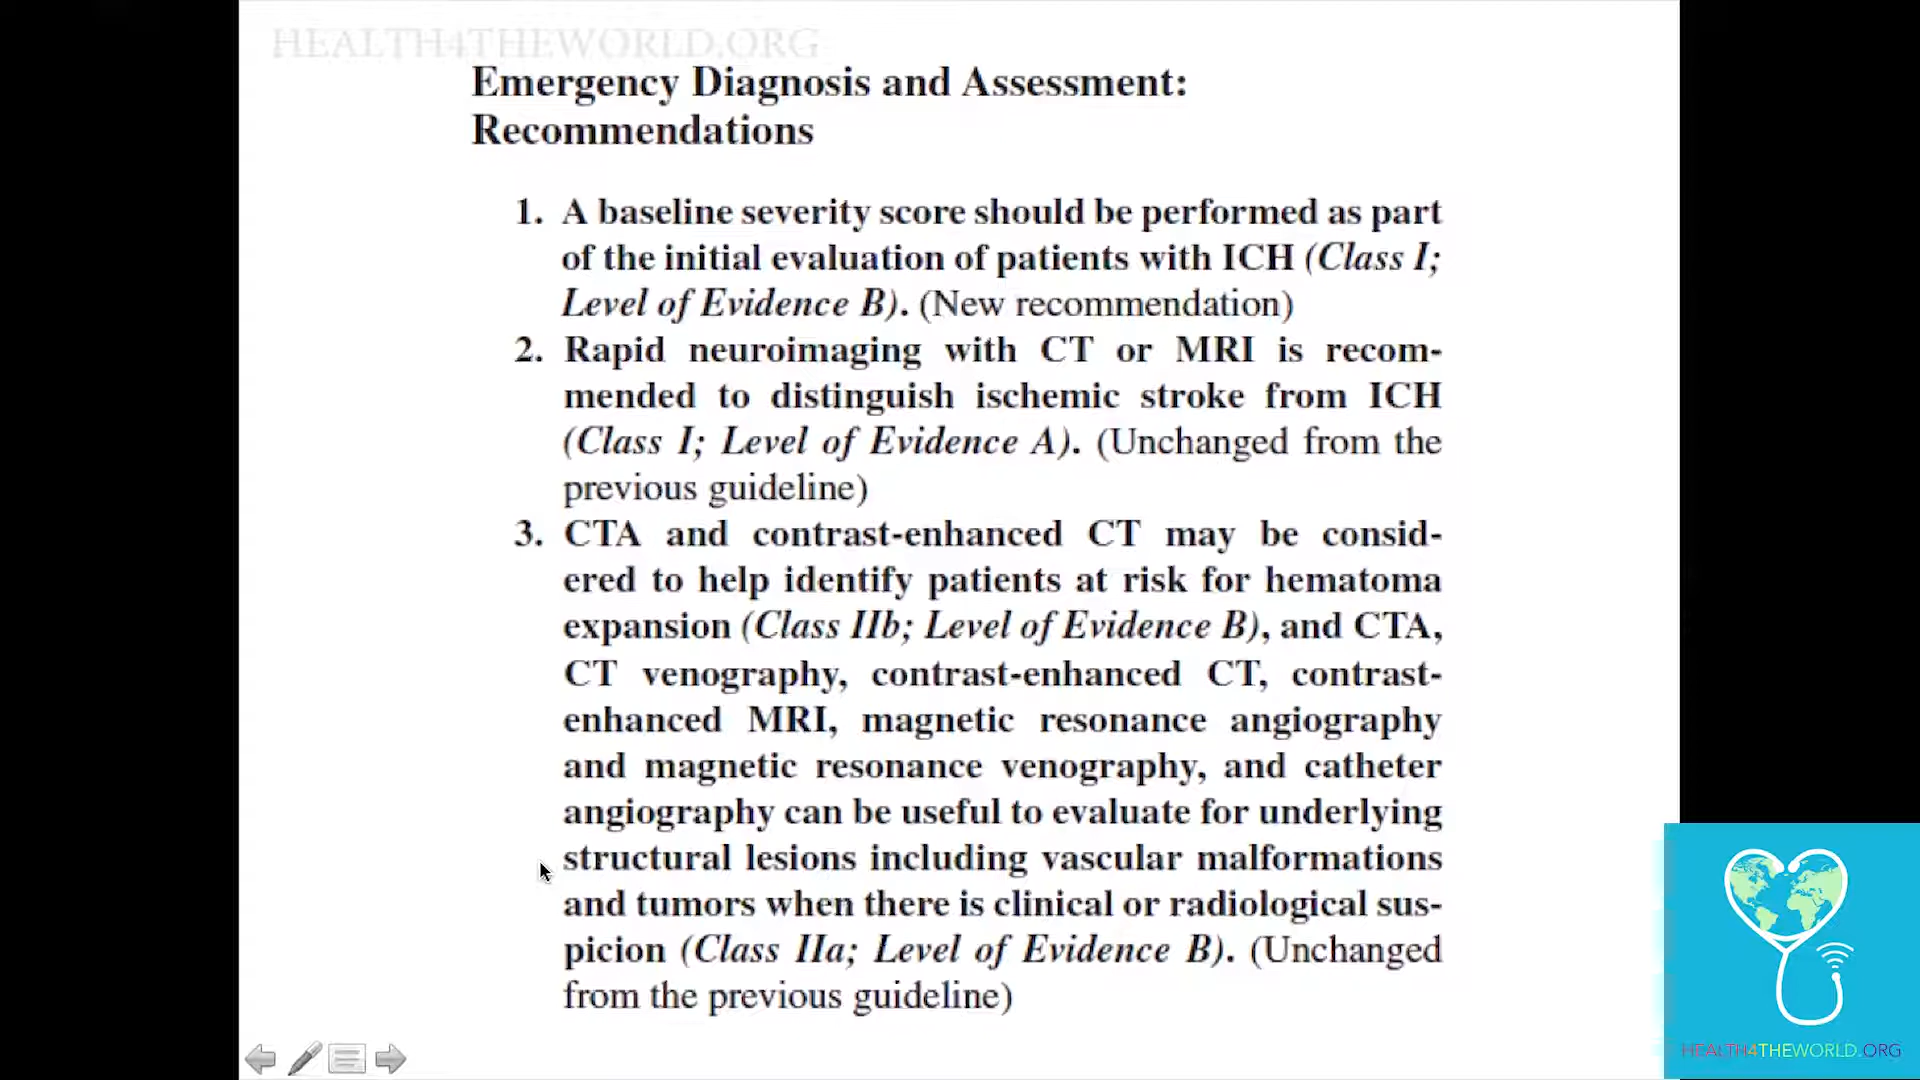 HEALTH4THEWORLD.ORG
Emergency Diagnosis and Assessment:
Recommendations
1. A baseline severity score should be performed as part
of the initial evaluation of patients with ICH (Class I;
Level of Evidence B). (New recommendation)
2. Rapid neuroimaging with CT or MRI is recom-
mended to distinguish ischemic stroke from ICH
(Class I; Level of Evidence A). (Unchanged from the
previous guideline)
3. CTA and contrast-enhanced CT may be consid-
ered to help identify patients at risk for hematoma
expansion (Class IIb; Level of Evidence B), and CTA,
CT venography, contrast-enhanced CT, contrast-
enhanced MRI, magnetic resonance angiography
and magnetic resonance venography, and catheter
angiography can be useful to evaluate for underlying
structural lesions including vascular malformations
and tumors when there is clinical or radiological sus-
picion (Class IIa; Level of Evidence B). (Unchanged
from the previous guideline)
HEALTH4THEWORLD.ORG